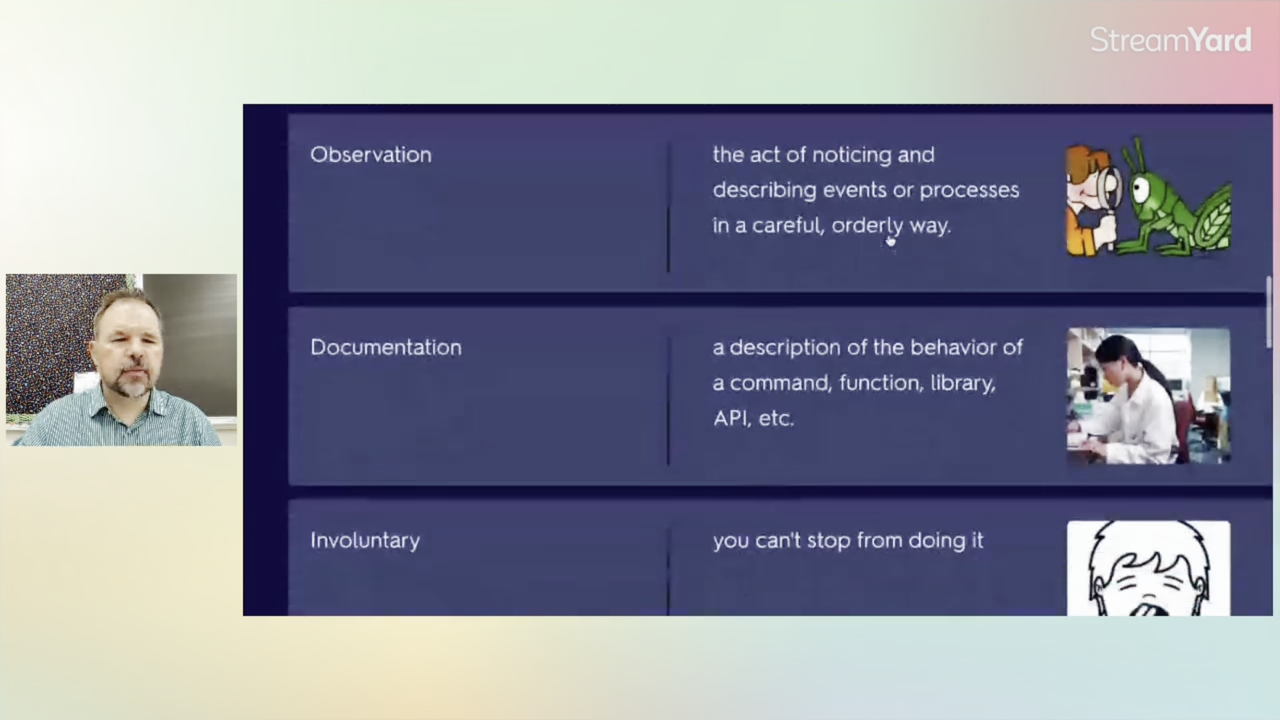 StreamYard
Observation
the act of noticing and
describing events or processes
in a careful, orderly way.
Documentation
a description of the behavior of
a command, function, library,
API, etc.
Involuntary
you can't stop from doing it